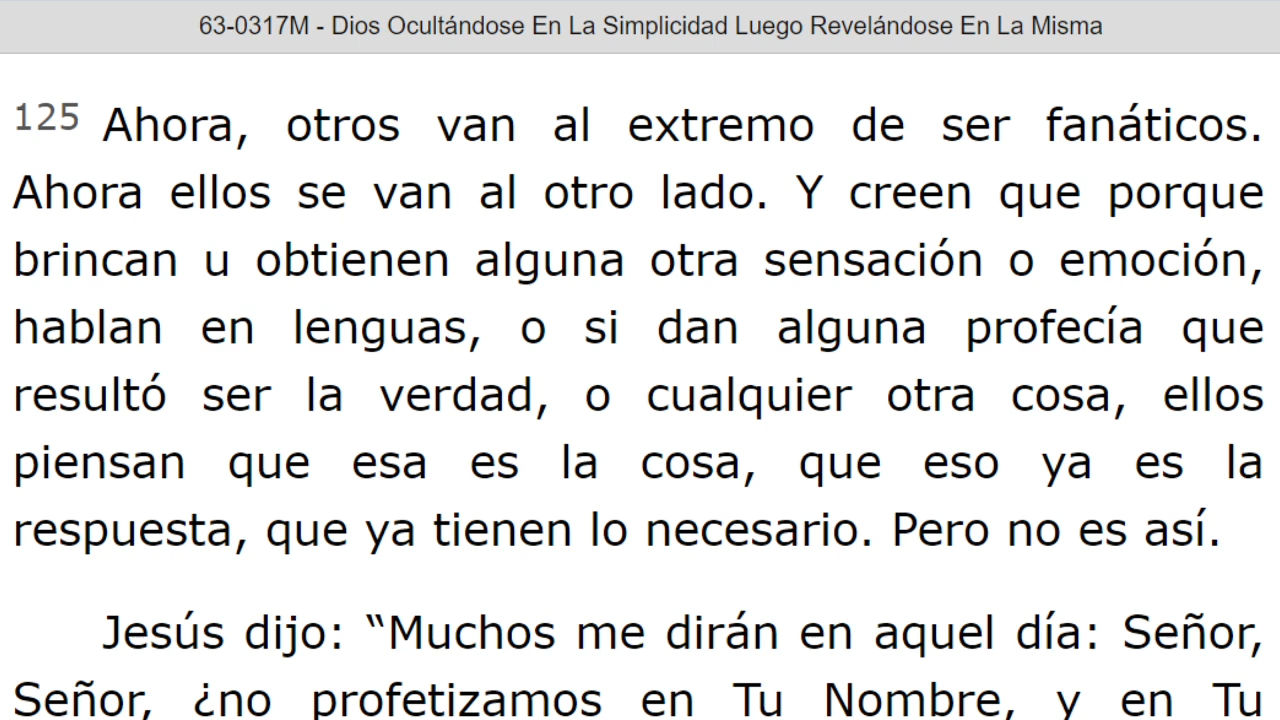 63-0317M - Dios Ocultándose En La Simplicidad Luego Revelándose En La Misma
125 Ahora, otros van al extremo de ser fanáticos.
Ahora ellos se van al otro lado. Y creen que porque
brincan u obtienen alguna otra sensación o emoción,
hablan en lenguas, o si dan alguna profecía que
resultó ser la verdad, o cualquier otra cosa, ellos
piensan que esa es la cosa, que eso ya es la
respuesta, que ya tienen lo necesario. Pero no es así.
Jesús dijo: “Muchos me dirán en aquel día: Señor,
Señor, ¿no profetizamos en Tu Nombre, y en Tu